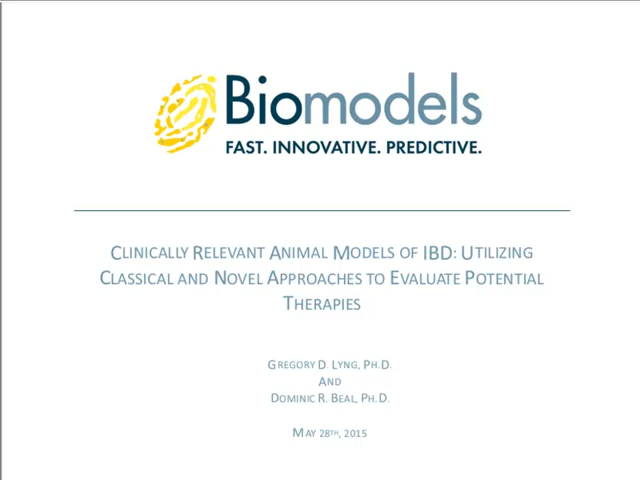 Biomodels
FAST. INNOVATIVE. PREDICTIVE.
CLINICALLY RELEVANT ANIMAL MODELS OF IBD: UTILIZING
CLASSICAL AND NOVEL APPROACHES TO EVALUATE POTENTIAL
THERAPIES
GREGORY D. LYNG, PH.D.
AND
DOMINIC R. BEAL, PH.D.
MAY 28TH, 2015